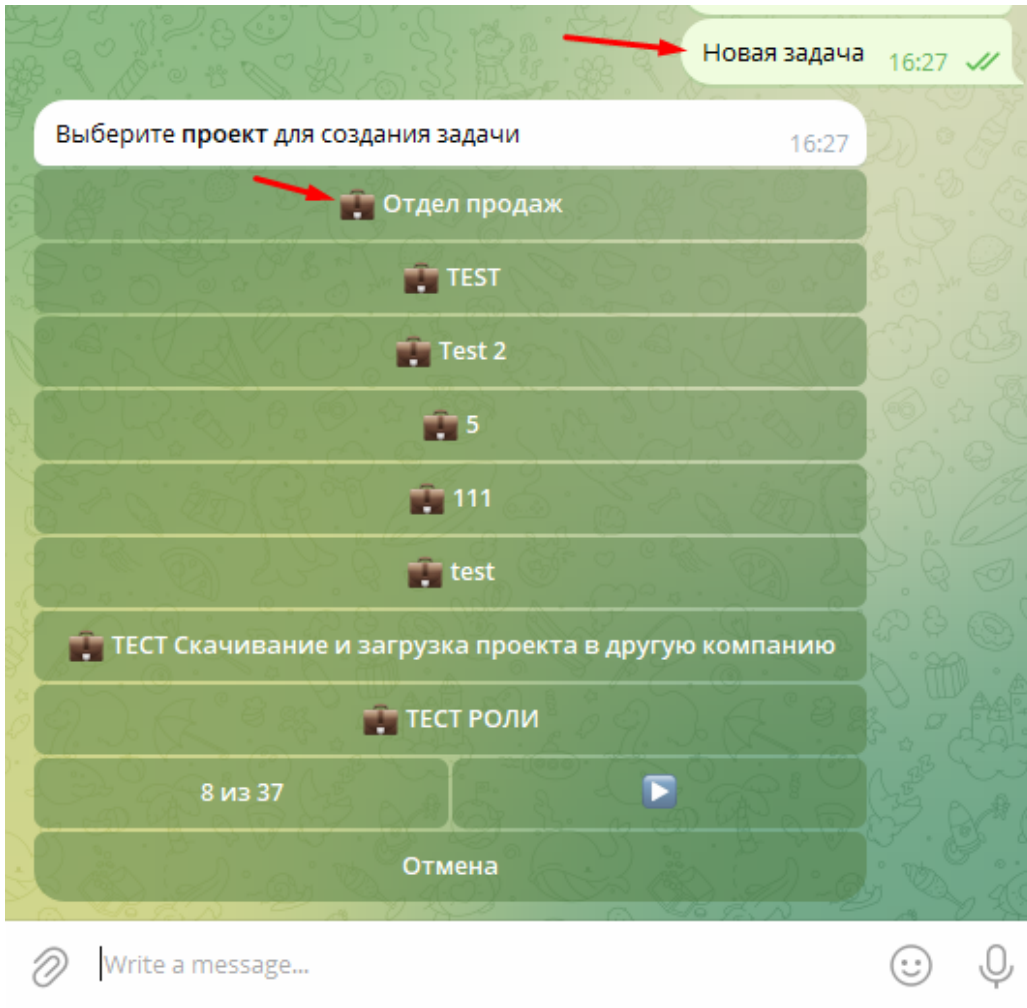 Новая задача 16:27
Выберите проект для создания задачи 16:27
Отдел продаж
TEST
Test 2
5
111
test
ТЕСТ Скачивание и загрузка проекта в другую компанию
ТЕСТ РОЛИ
8 из 37
Отмена
Write a message...